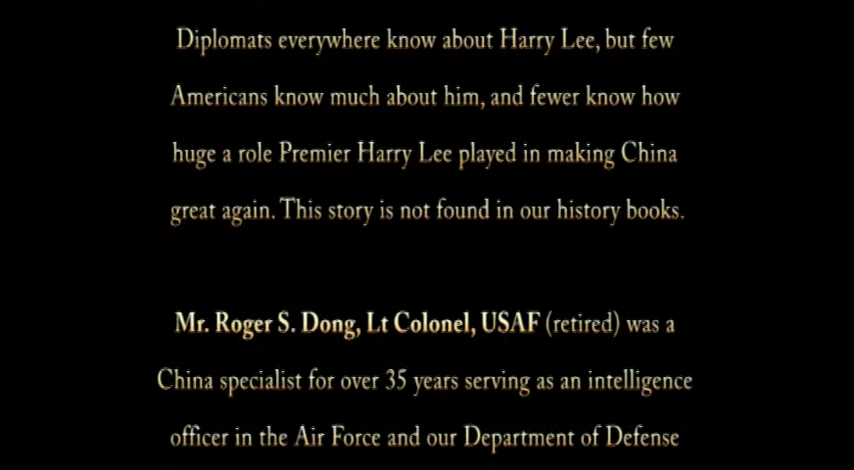 Diplomats everywhere know about Harry Lee, but few
Americans know much about him, and fewer know how
huge a role Premier Harry Lee played in making China
great again. This story is not found in our history books.
Mr. Roger S. Dong, Lt Colonel, USAF (retired) was a
China specialist for over 35 years serving as an intelligence
officer in the Air Force and our Department of Defense